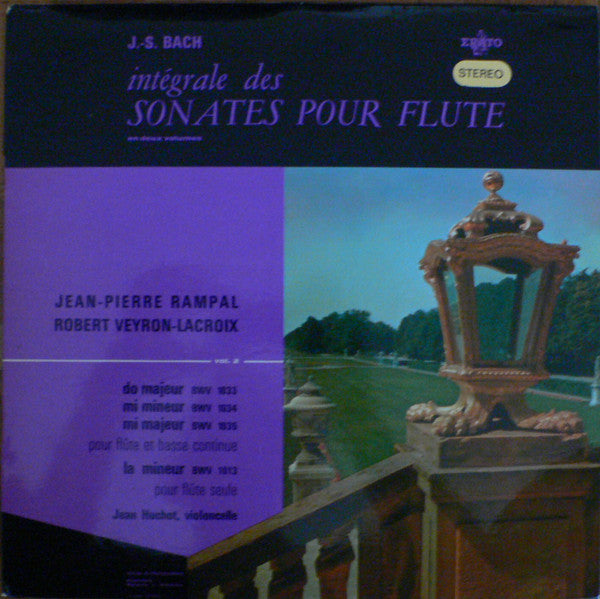 J.-S. BACH
ERATO
STEREO
intégrale des
SONATES POUR FLUTE
en deux volumes
JEAN-PIERRE RAMPAL
ROBERT VEYRON-LACROIX
vol. 2
do majeur BWV 1033
mi mineur BWV 1034
mi majeur BWV 1035
pour flûte et basse continue
la mineur BWV 1013
pour flûte seule
Jean Huchot, violoncelle